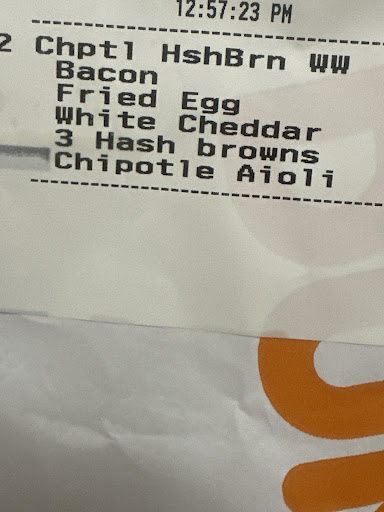 12:57:23 PM
2 Chptl HshBrn WW
Bacon
Fried Egg
White Cheddar
3 Hash browns
Chipotle Aioli